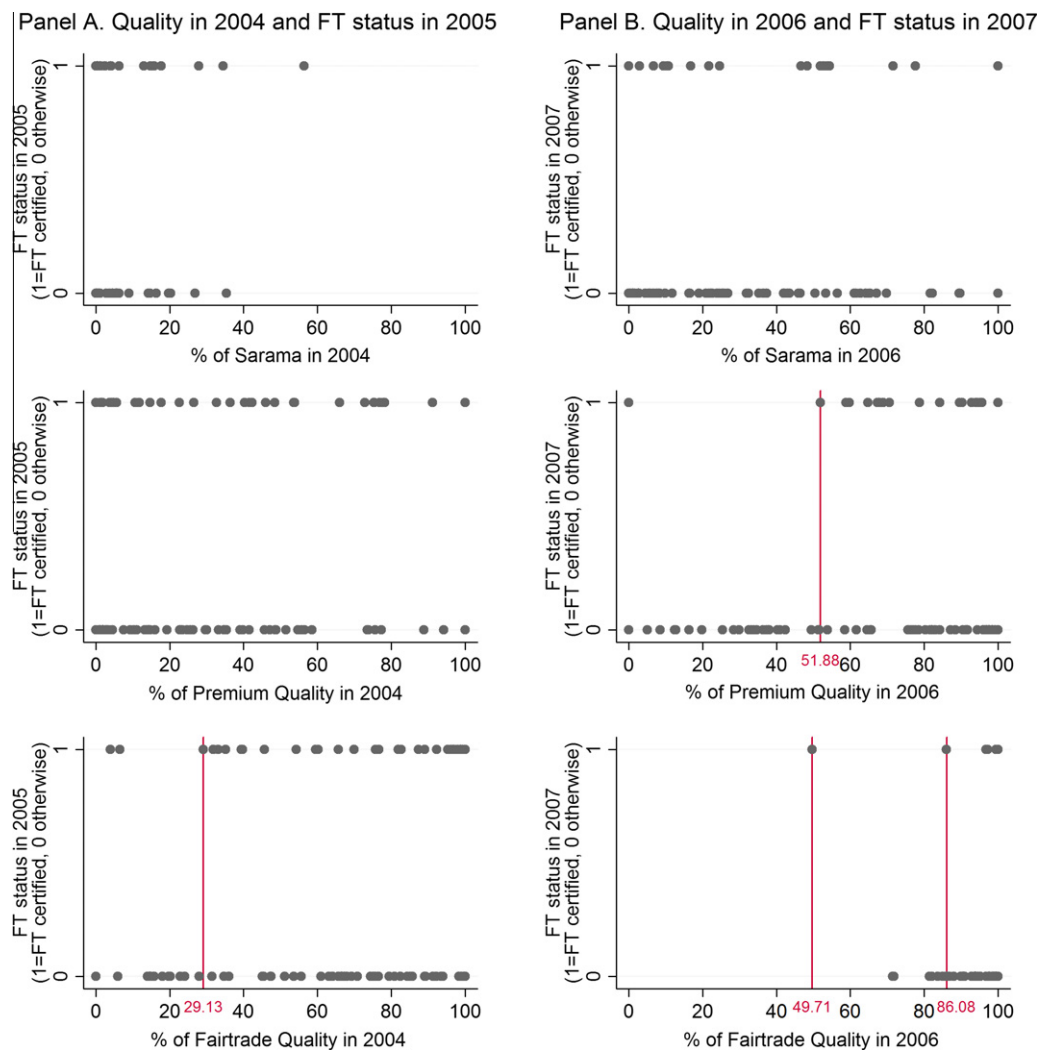 Panel A. Quality in 2004 and FT status in 2005
FT status in 2005
(1=FT certified, 0 otherwise)
1
0
0 20 40 60 80 100
% of Sarama in 2004
FT status in 2005
(1=FT certified, 0 otherwise)
1
0
0 20 40 60 80 100
% of Premium Quality in 2004
FT status in 2005
(1=FT certified, 0 otherwise)
1
0
0 20 40 60 80 100
29.13
% of Fairtrade Quality in 2004
Panel B. Quality in 2006 and FT status in 2007
FT status in 2007
(1=FT certified, 0 otherwise)
1
0
0 20 40 60 80 100
% of Sarama in 2006
FT status in 2007
(1=FT certified, 0 otherwise)
1
0
0 20 40 60 80 100
51.88
% of Premium Quality in 2006
FT status in 2007
(1=FT certified, 0 otherwise)
1
0
0 20 40 60 80 100
49.71 86.08
% of Fairtrade Quality in 2006